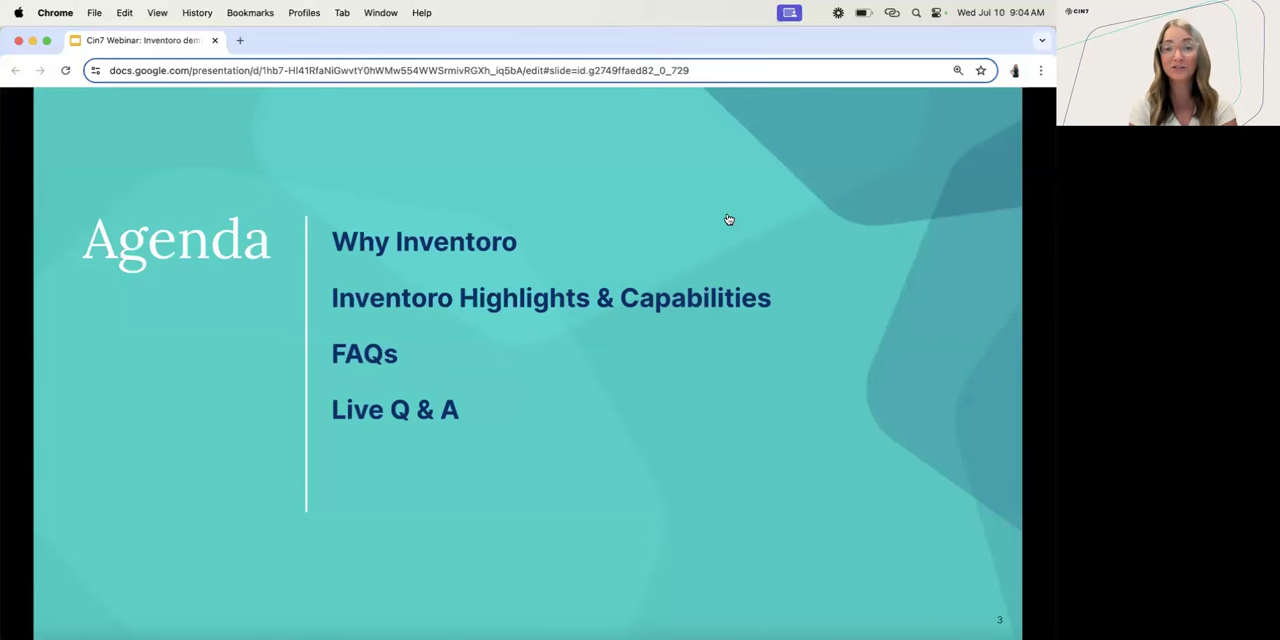 Chrome File Edit View History Bookmarks Profiles Tab Window Help Wed Jul 10 9:04 AM
Cin7 Webinar: Inventoro dem
docs.google.com/presentation/d/1hb7-Hl41RfaNiGwvtY0hWMw554WWSrmivRGXh_iq5bA/edit#slide=id.g2749ffaed82_0_729
CIN7
Agenda
Why Inventoro
Inventoro Highlights & Capabilities
FAQs
Live Q & A
3